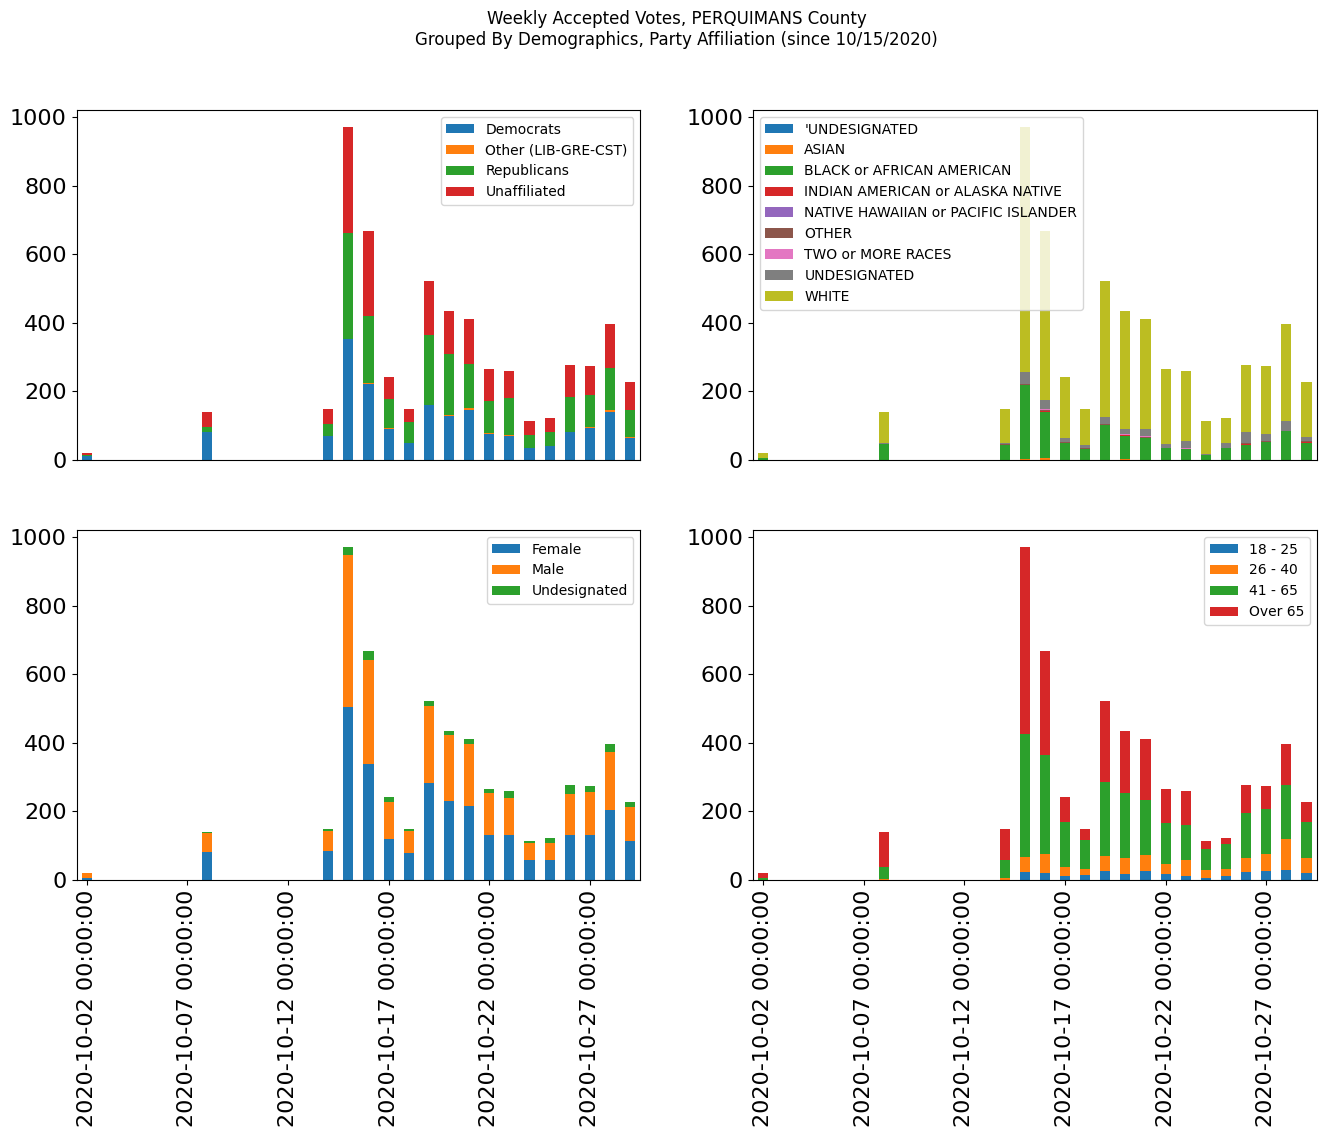 Weekly Accepted Votes, PERQUIMANS County
Grouped By Demographics, Party Affiliation (since 10/15/2020)
1000
800
600
400
200
0
Democrats
Other (LIB-GRE-CST)
Republicans
Unaffiliated
1000
800
600
400
200
0
'UNDESIGNATED
ASIAN
BLACK or AFRICAN AMERICAN
INDIAN AMERICAN or ALASKA NATIVE
NATIVE HAWAIIAN or PACIFIC ISLANDER
OTHER
TWO or MORE RACES
UNDESIGNATED
WHITE
1000
800
600
400
200
0
Female
Male
Undesignated
2020-10-02 00:00:00
2020-10-07 00:00:00
2020-10-12 00:00:00
2020-10-17 00:00:00
2020-10-22 00:00:00
2020-10-27 00:00:00
1000
800
600
400
200
0
18 - 25
26 - 40
41 - 65
Over 65
2020-10-02 00:00:00
2020-10-07 00:00:00
2020-10-12 00:00:00
2020-10-17 00:00:00
2020-10-22 00:00:00
2020-10-27 00:00:00